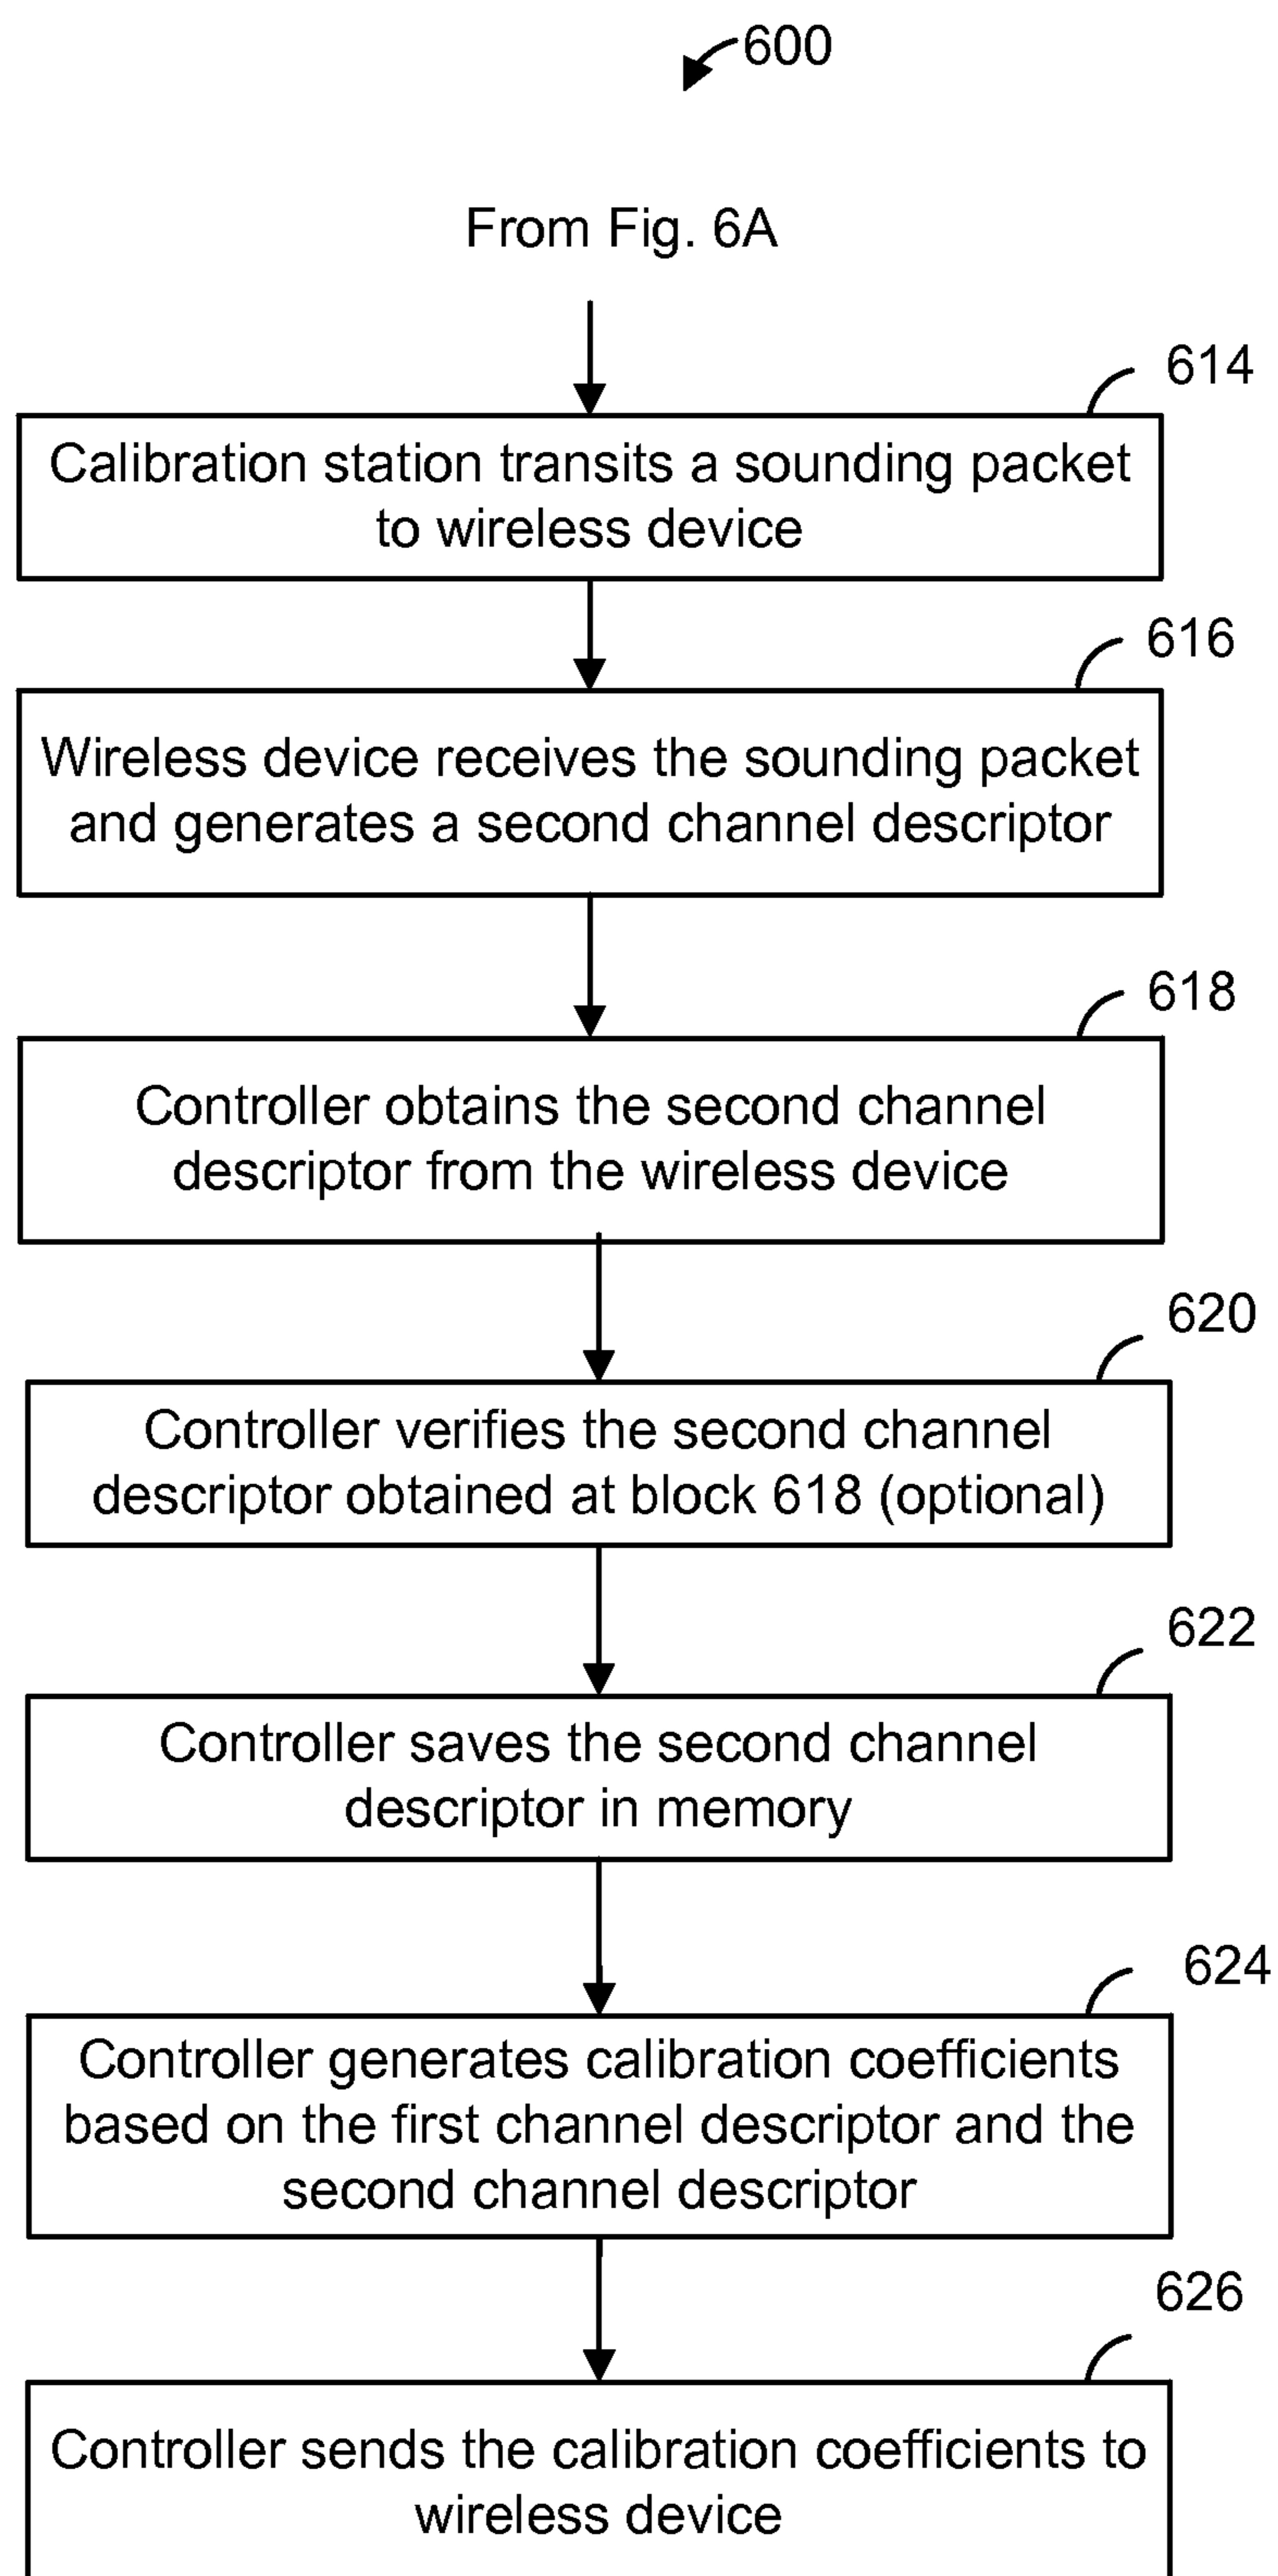 600
From Fig. 6A
614
Calibration station transits a sounding packet
to wireless device
616
Wireless device receives the sounding packet
and generates a second channel descriptor
618
Controller obtains the second channel
descriptor from the wireless device
620
Controller verifies the second channel
descriptor obtained at block 618 (optional)
622
Controller saves the second channel
descriptor in memory
624
Controller generates calibration coefficients
based on the first channel descriptor and the
second channel descriptor
626
Controller sends the calibration coefficients to
wireless device